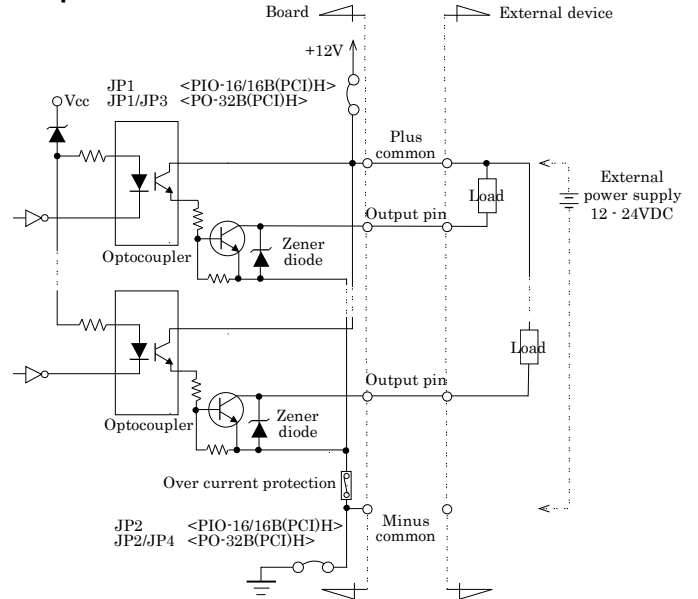 Board
External device
+12V
JP1 <PIO-16/16B(PCI)H>
Vcc
JP1/JP3 <PO-32B(PCI)H>
Plus
common
Load
External
power supply
12 - 24VDC
Output pin
Zener
diode
Optocoupler
Load
Output pin
Zener
diode
Optocoupler
Over current protection
JP2 <PIO-16/16B(PCI)H>
JP2/JP4 <PO-32B(PCI)H>
Minus
common